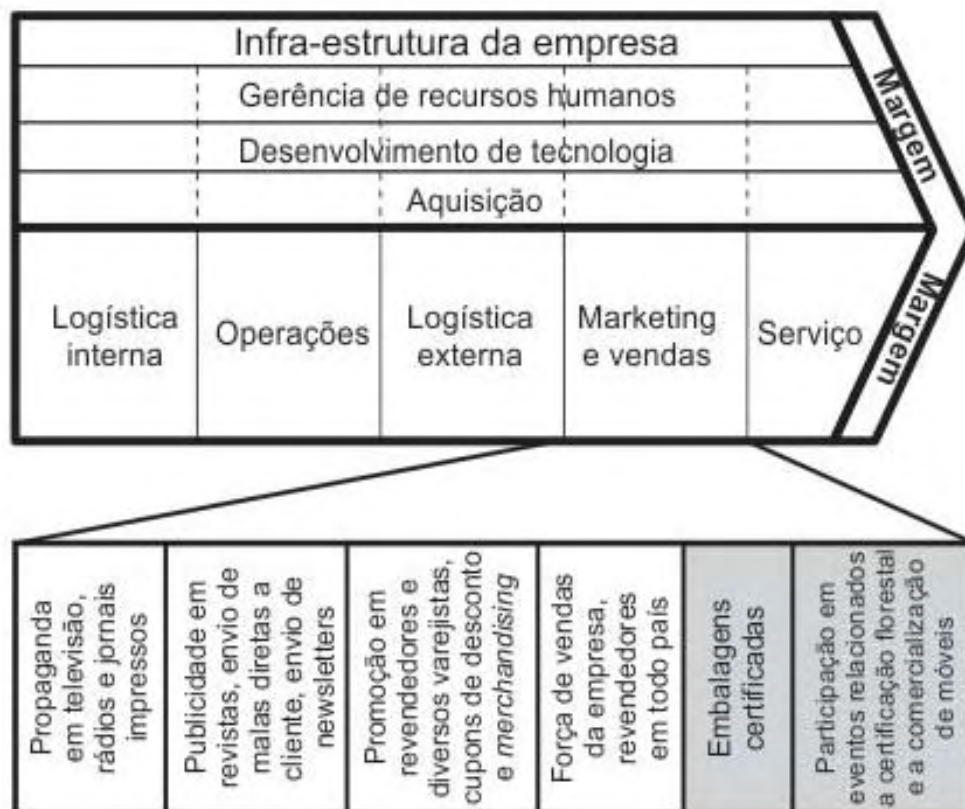 Infra-estrutura da empresa
Gerência de recursos humanos
Desenvolvimento de tecnologia
Aquisição
Margem
Margem
Logística
interna
Operações
Logística
externa
Marketing
e vendas
Serviço
Propaganda
em televisão,
rádios e jornais
impressos
Publicidade em
revistas, envio de
malas diretas a
cliente, envio de
newsletters
Promoção em
revendedores e
diversos varejistas,
cupons de desconto
e merchandising
Força de vendas
da empresa,
revendedores
em todo país
Embalagens
certificadas
Participação em
eventos relacionados
a certificação florestal
e a comercialização
de móveis